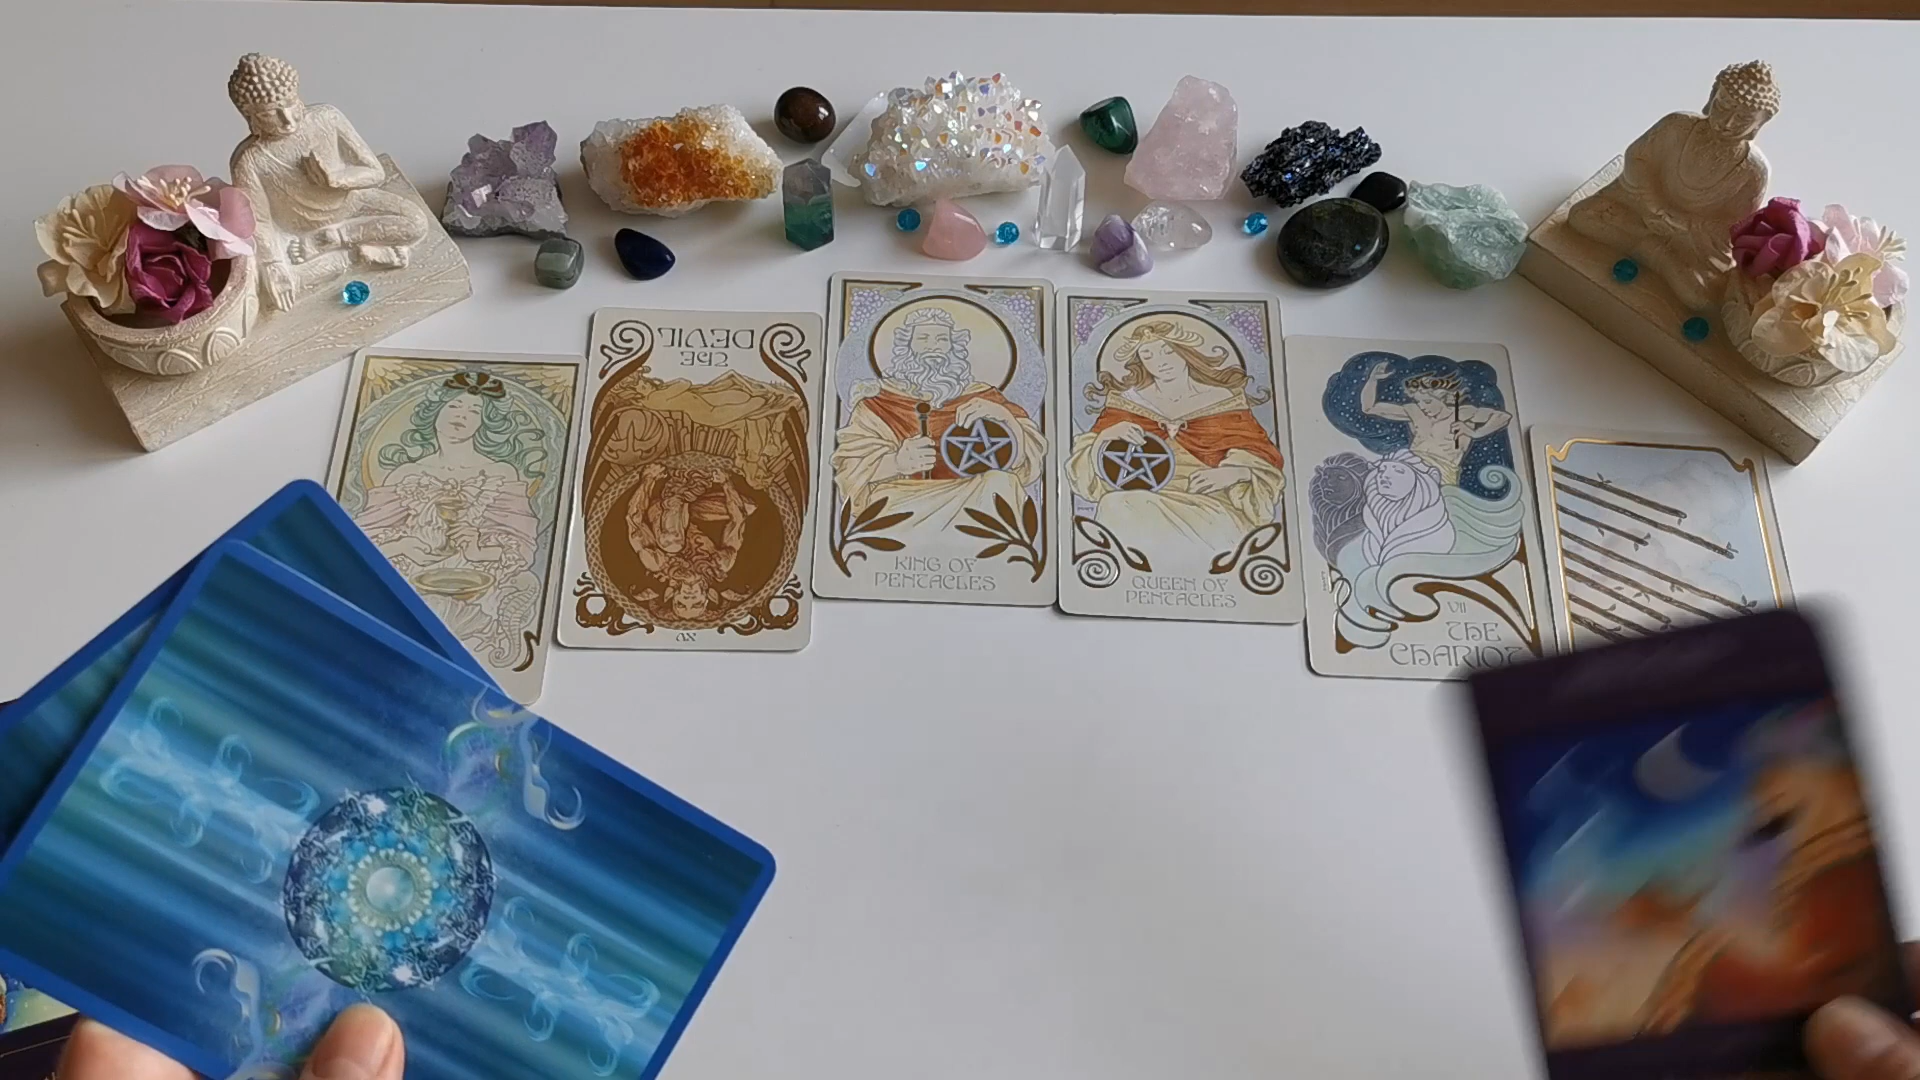 THE
DEVIL
XV
KING OF
PENTACLES
QUEEN OF
PENTACLES
VII
THE
CHARIOT